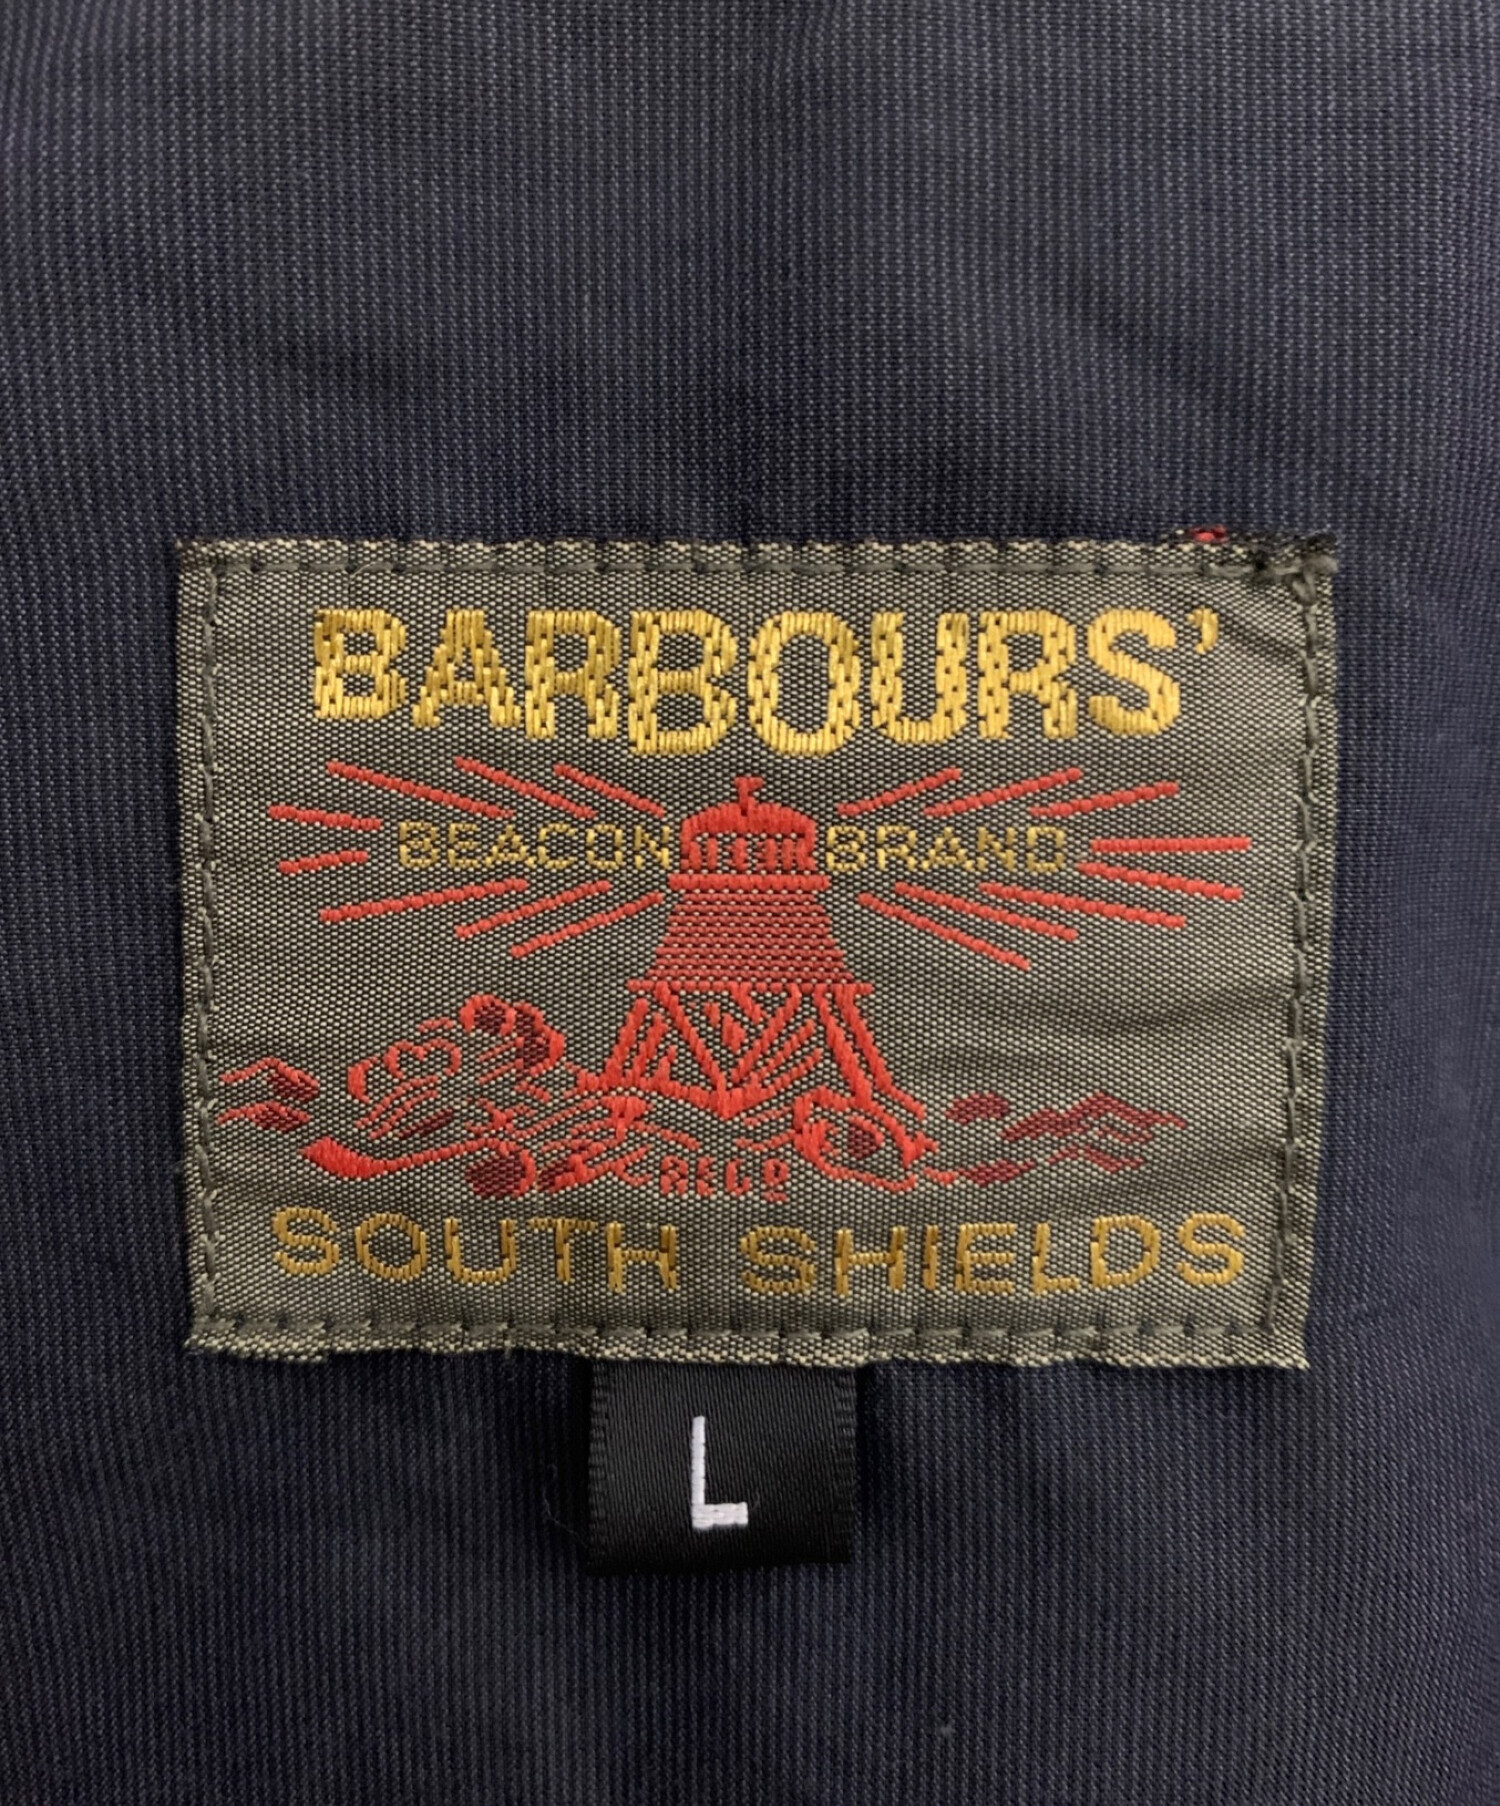 BARBOURS'
BEACON BRAND
REGD
SOUTH SHIELDS
L